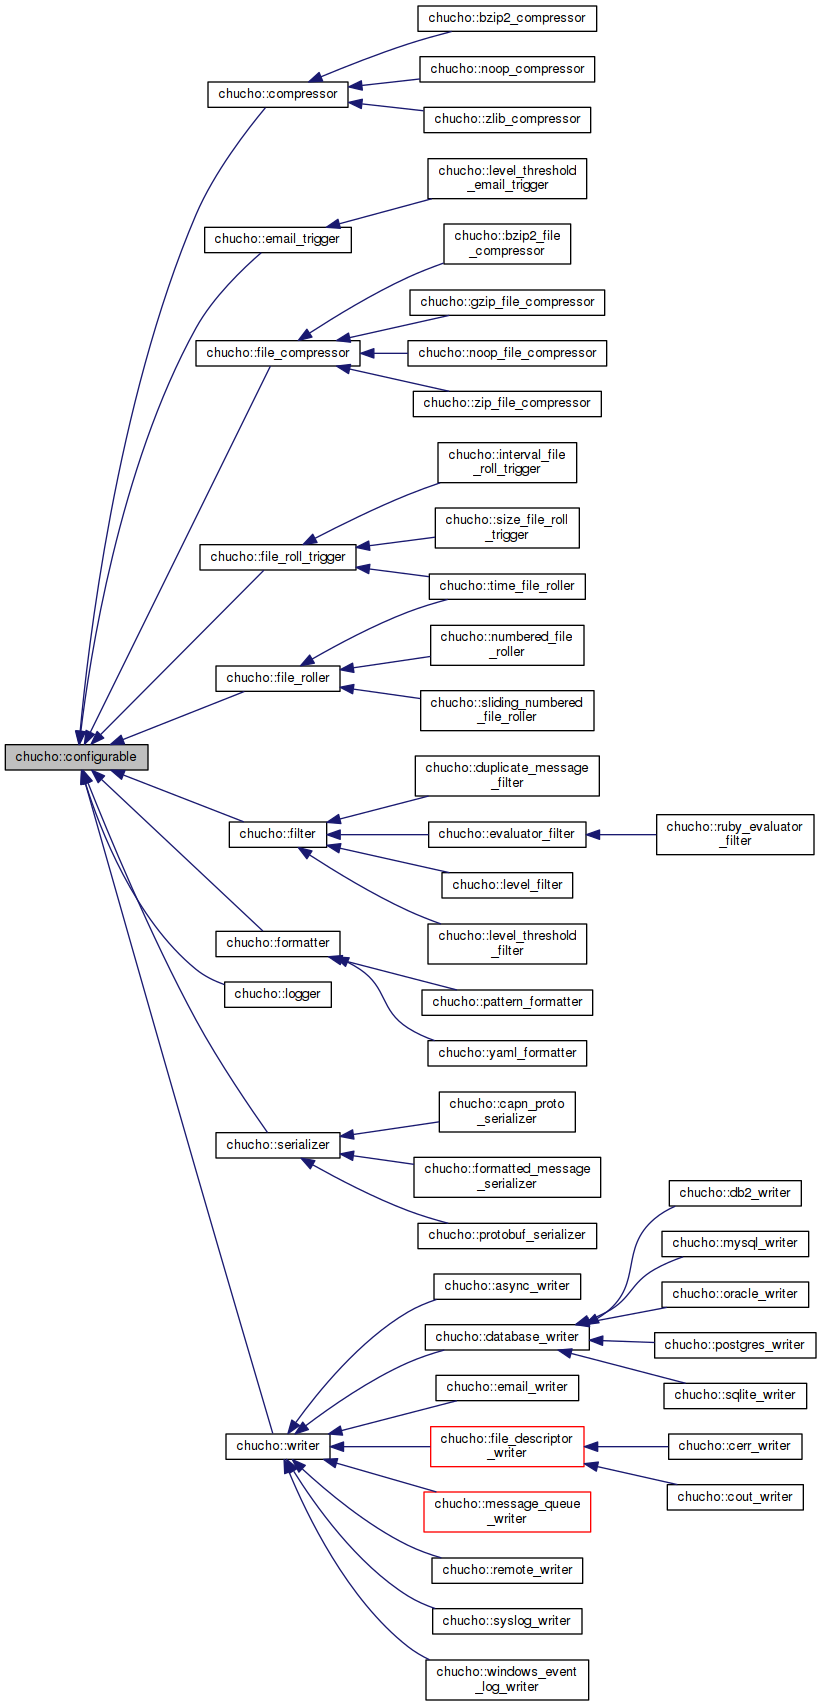 chucho::bzip2_compressor
chucho::noop_compressor
chucho::compressor
chucho::zlib_compressor
chucho::level_threshold
_email_trigger
chucho::email_trigger
chucho::bzip2_file
_compressor
chucho::gzip_file_compressor
chucho::file_compressor
chucho::noop_file_compressor
chucho::zip_file_compressor
chucho::interval_file
_roll_trigger
chucho::size_file_roll
_trigger
chucho::file_roll_trigger
chucho::time_file_roller
chucho::numbered_file
_roller
chucho::file_roller
chucho::sliding_numbered
_file_roller
chucho::configurable
chucho::duplicate_message
_filter
chucho::filter
chucho::evaluator_filter
chucho::ruby_evaluator
_filter
chucho::level_filter
chucho::level_threshold
_filter
chucho::formatter
chucho::logger
chucho::pattern_formatter
chucho::yaml_formatter
chucho::capn_proto
_serializer
chucho::serializer
chucho::formatted_message
_serializer
chucho::protobuf_serializer
chucho::db2_writer
chucho::mysql_writer
chucho::async_writer
chucho::oracle_writer
chucho::database_writer
chucho::postgres_writer
chucho::email_writer
chucho::sqlite_writer
chucho::writer
chucho::file_descriptor
_writer
chucho::cerr_writer
chucho::cout_writer
chucho::message_queue
_writer
chucho::remote_writer
chucho::syslog_writer
chucho::windows_event
_log_writer